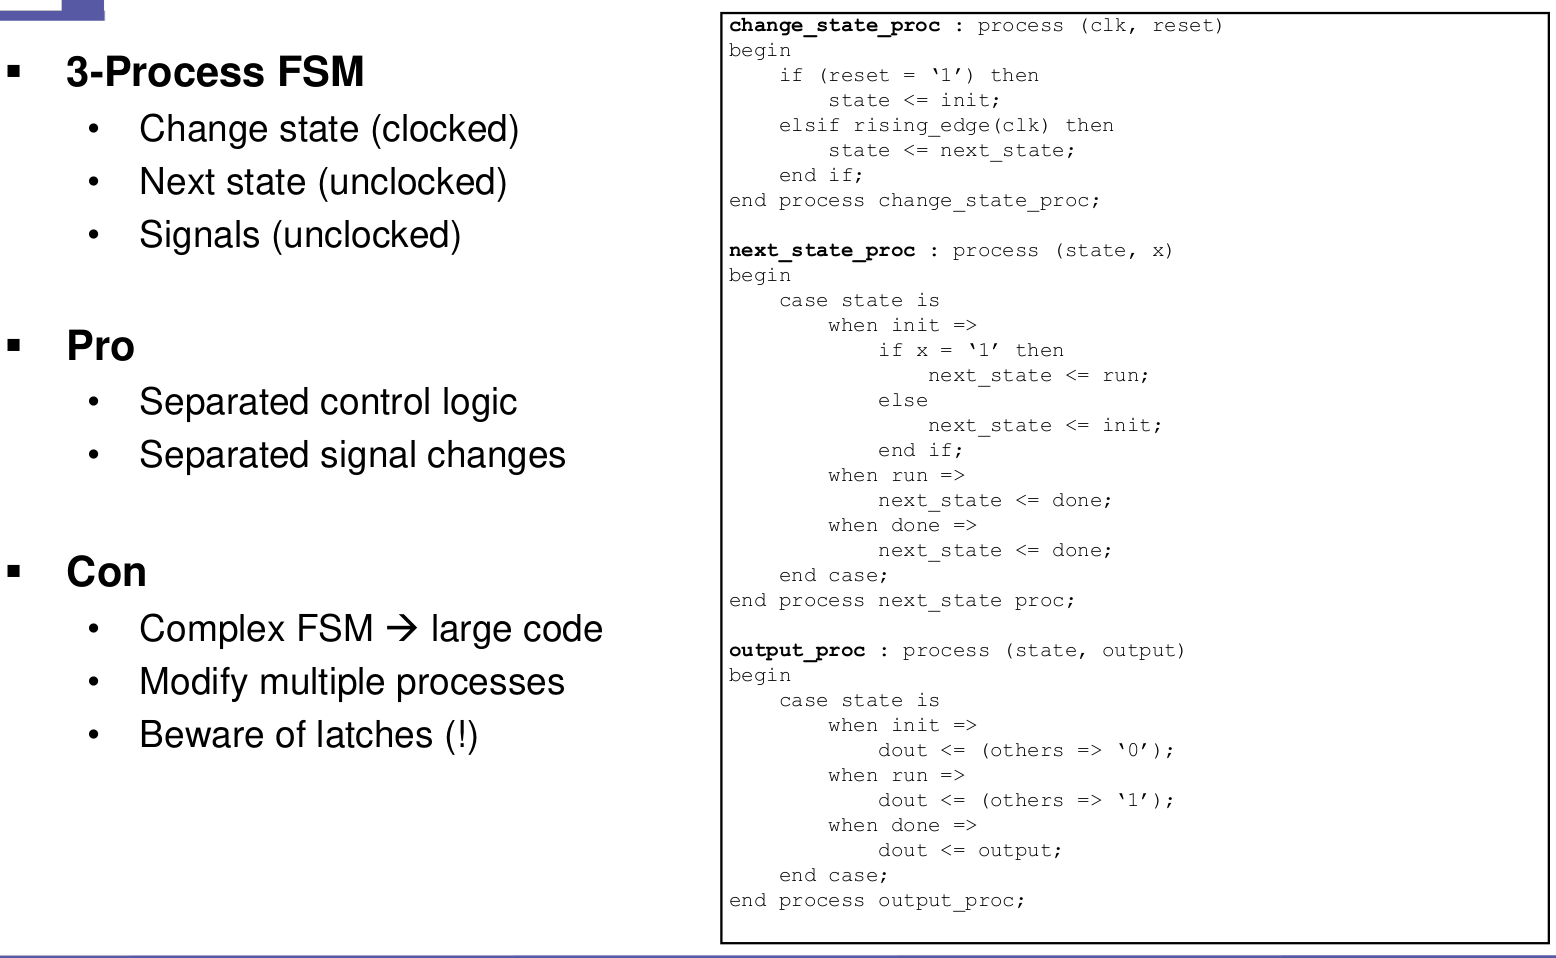 ▪ 3-Process FSM
• Change state (clocked)
• Next state (unclocked)
• Signals (unclocked)
▪ Pro
• Separated control logic
• Separated signal changes
▪ Con
• Complex FSM → large code
• Modify multiple processes
• Beware of latches (!)
change_state_proc : process (clk, reset)
begin
    if (reset = ‘1’) then
        state <= init;
    elsif rising_edge(clk) then
        state <= next_state;
    end if;
end process change_state_proc;
next_state_proc : process (state, x)
begin
    case state is
        when init =>
            if x = ‘1’ then
                next_state <= run;
            else
                next_state <= init;
            end if;
        when run =>
            next_state <= done;
        when done =>
            next_state <= done;
    end case;
end process next_state proc;
output_proc : process (state, output)
begin
    case state is
        when init =>
            dout <= (others => ‘0’);
        when run =>
            dout <= (others => ‘1’);
        when done =>
            dout <= output;
    end case;
end process output_proc;